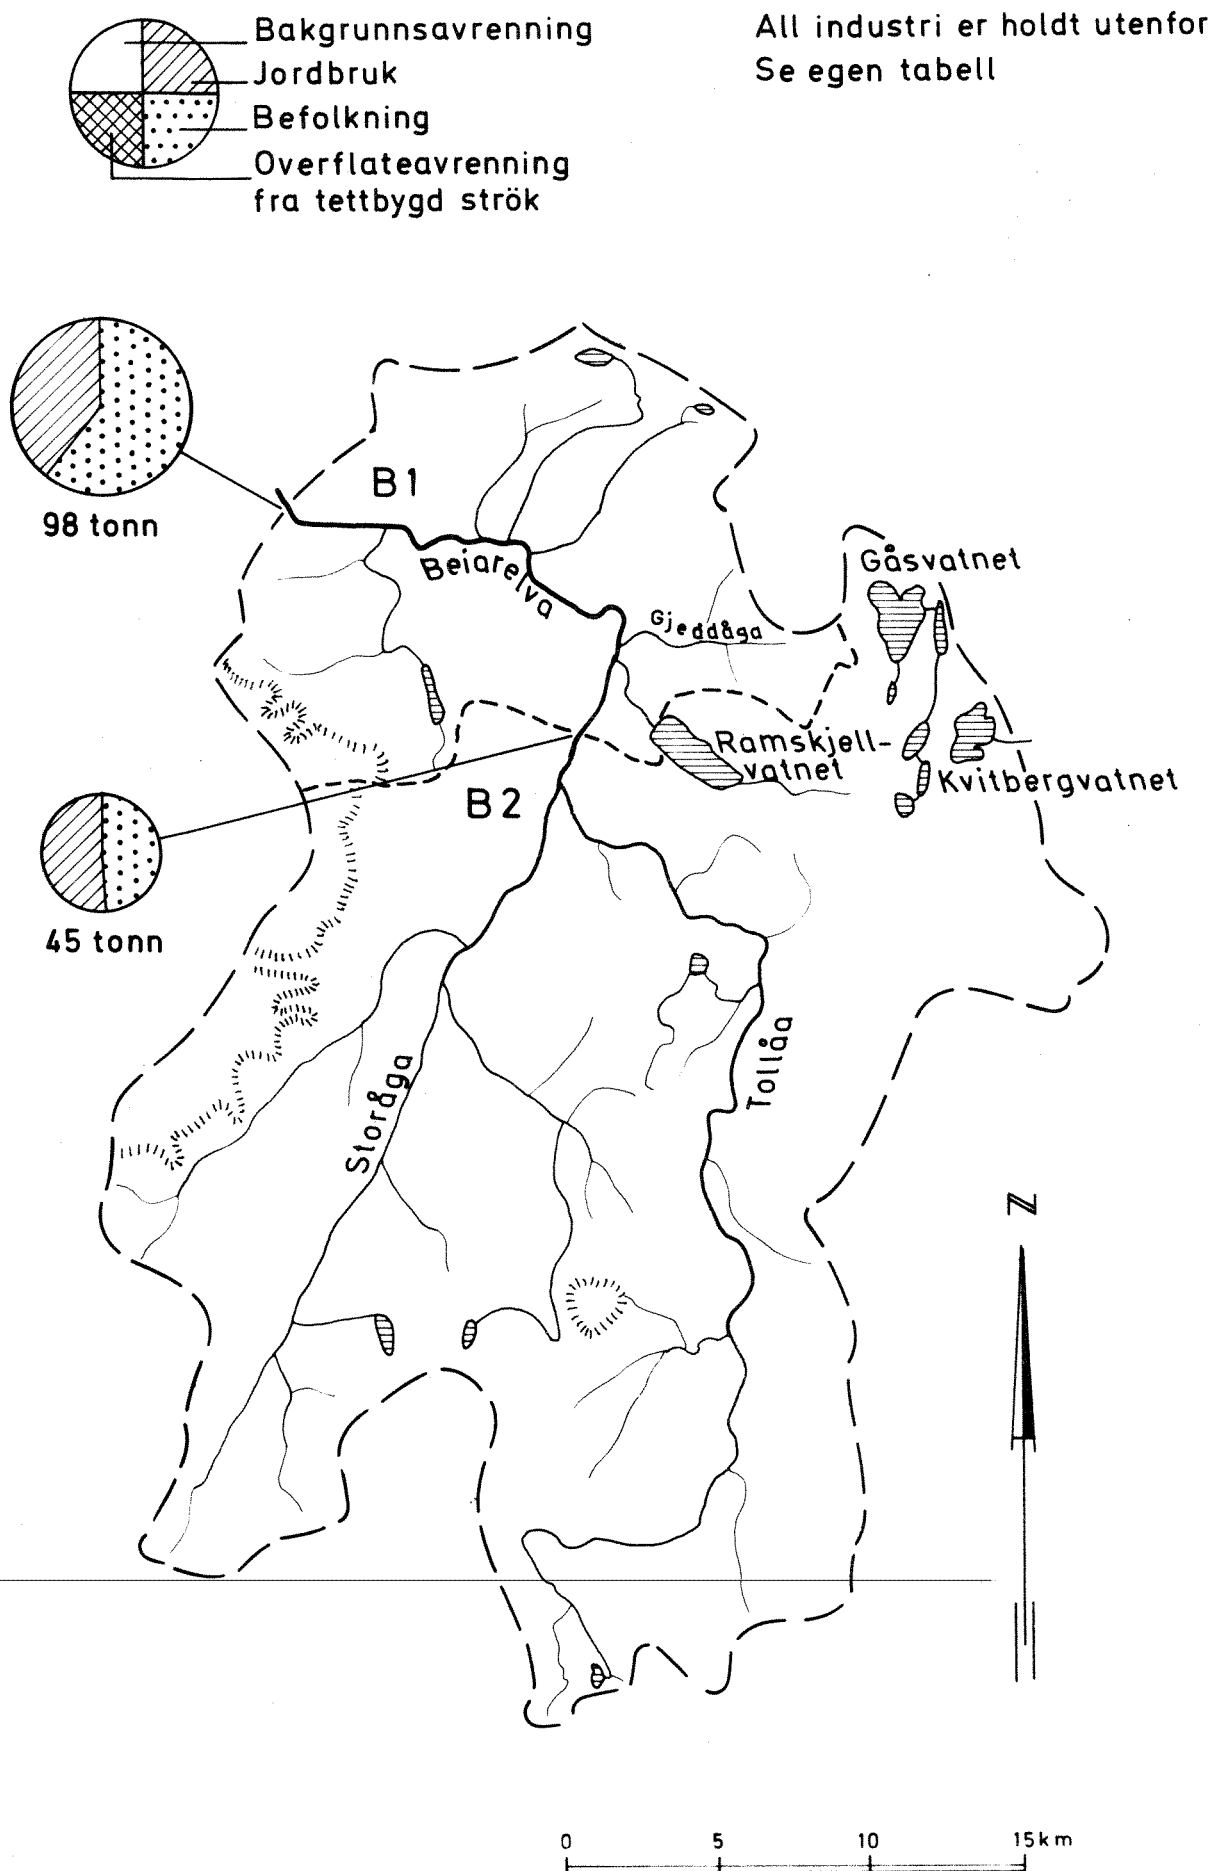 Bakgrunnsavrenning
Jordbruk
Befolkning
Overflateavrenning
fra tettbygd strök
All industri er holdt utenfor
Se egen tabell
B1
98 tonn
Beiarelva
Gåsvatnet
Gjeddåga
Ramskjell-
vatnet
Kvitbergvatnet
B2
45 tonn
Tollåa
Storåga
N
0 5 10 15 km